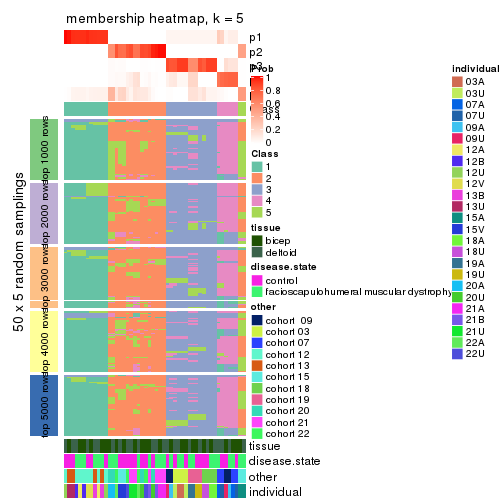 membership heatmap, k = 5
p1
p2
p3
p4
Prob
1
0.8
0.6
0.4
0.2
0
Class
Class
1
2
3
4
5
tissue
bicep
deltoid
disease.state
control
facioscapulohumeral muscular dystrophy
other
cohort 09
cohort 03
cohort 07
cohort 12
cohort 13
cohort 15
cohort 18
cohort 19
cohort 20
cohort 21
cohort 22
individual
03A
03U
07A
07U
09A
09U
12A
12B
12U
12V
13B
13U
15A
15V
18A
18U
19A
19U
20A
20U
21A
21B
21U
22A
22U
50 x 5 random samplings
top 1000 rows
top 2000 rows
top 3000 rows
top 4000 rows
top 5000 rows
tissue
disease.state
other
individual